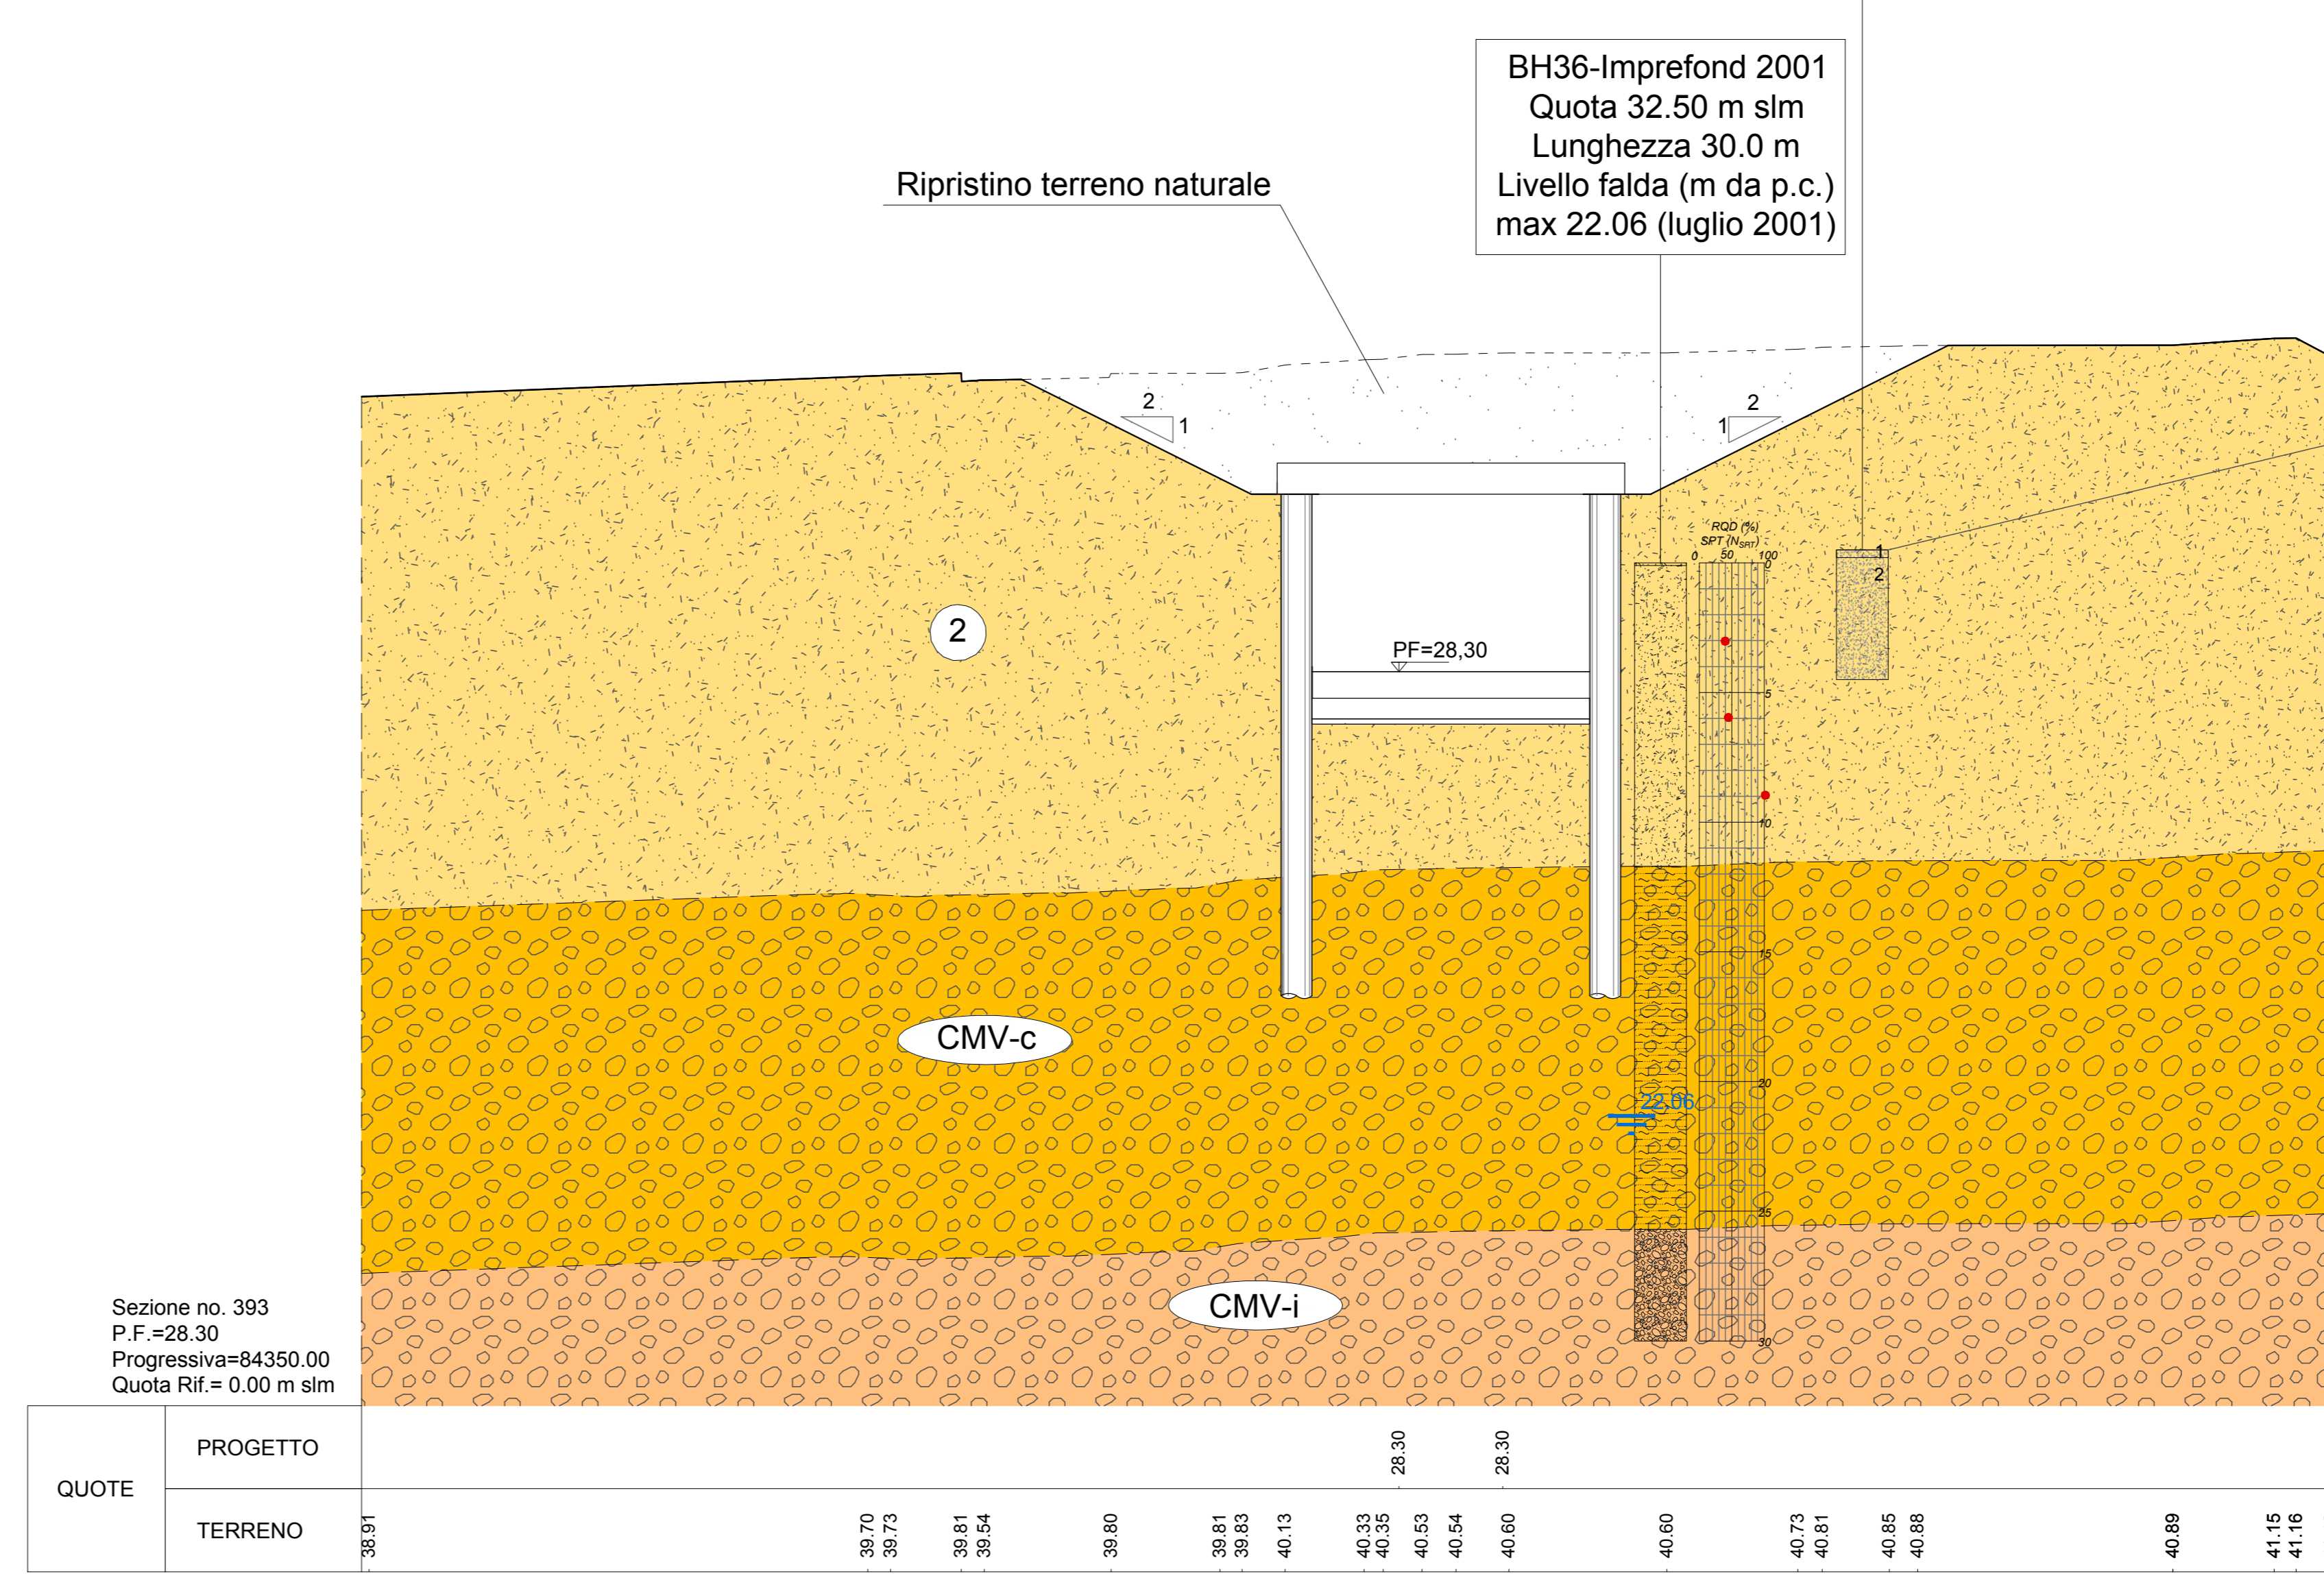 BH36-Imprefond 2001
Quota 32.50 m slm
Lunghezza 30.0 m
Livello falda (m da p.c.)
max 22.06 (luglio 2001)
Ripristino terreno naturale
2
1
2
1
RQD (%)
SPT (NSPT)
0 50 100
0
5
10
15
20
25
30
1
2
2
PF=28,30
CMV-c
22.06
CMV-i
Sezione no. 393
P.F.=28.30
Progressiva=84350.00
Quota Rif.= 0.00 m slm
QUOTE
PROGETTO
28.30 28.30
TERRENO
38.91 39.70 39.73 39.81 39.54 39.80 39.81 39.83 40.13 40.33 40.35 40.53 40.54 40.60 40.60 40.73 40.81 40.85 40.88 40.89 41.15 41.16